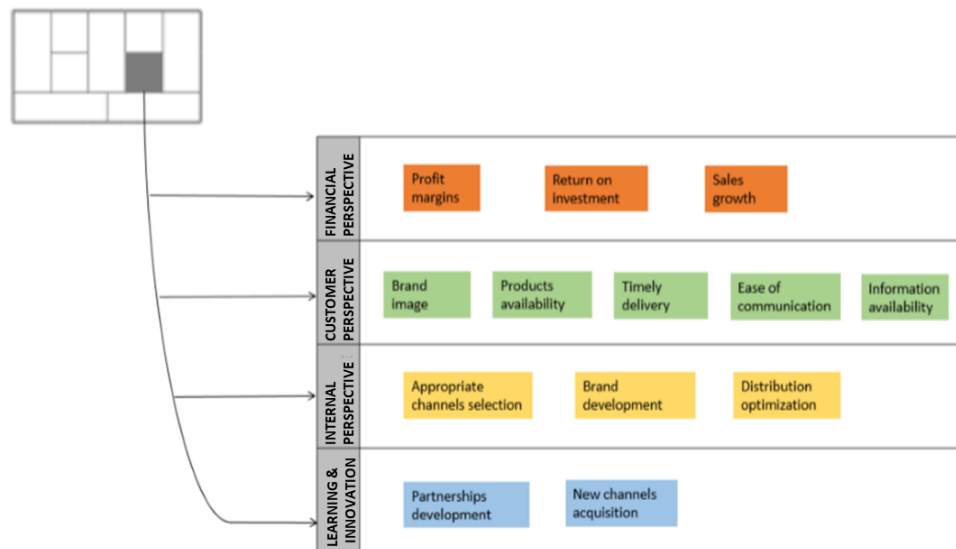 FINANCIAL
PERSPECTIVE
Profit
margins
Return on
investment
Sales
growth
CUSTOMER
PERSPECTIVE
Brand
image
Products
availability
Timely
delivery
Ease of
communication
Information
availability
INTERNAL
PERSPECTIVE
Appropriate
channels selection
Brand
development
Distribution
optimization
LEARNING &
INNOVATION
Partnerships
development
New channels
acquisition